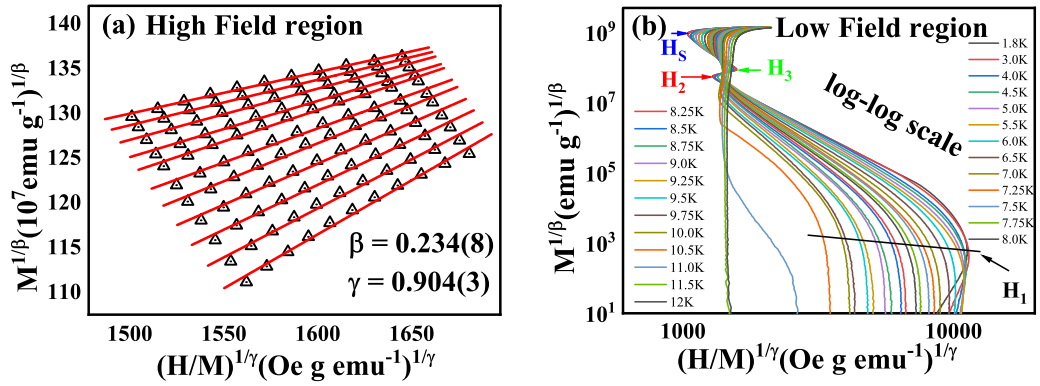 (a) High Field region
140
135
130
125
120
115
110
M^{1/β}(10^7emu g^{-1})^{1/β}
β = 0.234(8)
γ = 0.904(3)
1500 1550 1600 1650
(H/M)^{1/γ}(Oe g emu^{-1})^{1/γ}
(b) Low Field region
10^9
10^7
10^5
10^3
10^1
M^{1/β}(emu g^{-1})^{1/β}
H_S
H_2
H_3
log-log scale
1.8K
3.0K
4.0K
4.5K
5.0K
5.5K
6.0K
6.5K
7.0K
7.25K
7.5K
7.75K
8.0K
8.25K
8.5K
8.75K
9.0K
9.25K
9.5K
9.75K
10.0K
10.5K
11.0K
11.5K
12K
H_1
1000 10000
(H/M)^{1/γ}(Oe g emu^{-1})^{1/γ}